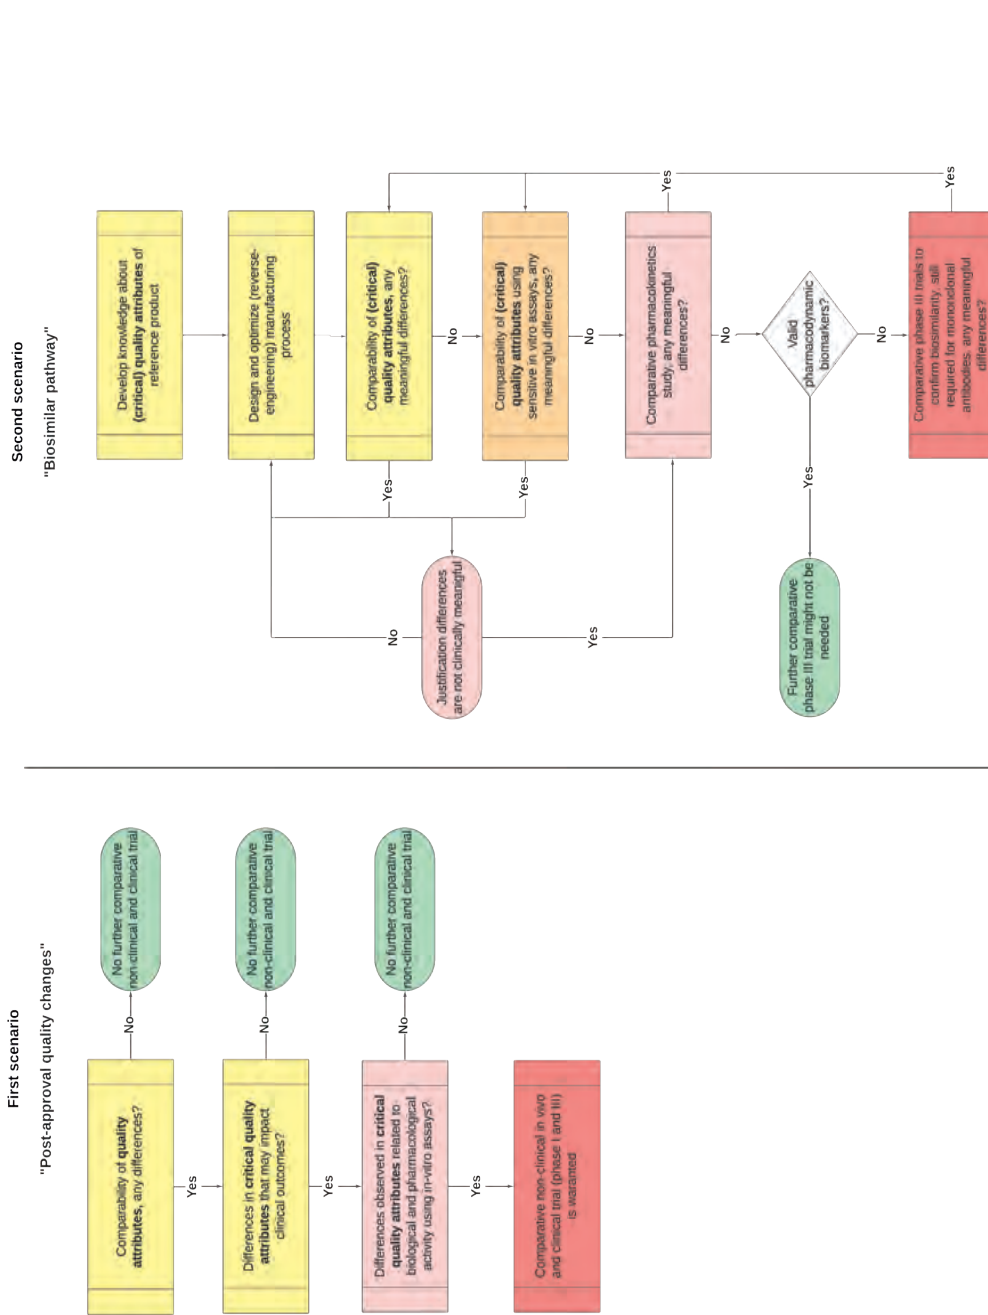 First scenario
"Post-approval quality changes"
Comparability of quality
attributes, any differences?
No
No further comparative
non-clinical and clinical trial
Yes
Differences in critical quality
attributes that may impact
clinical outcomes?
No
No further comparative
non-clinical and clinical trial
Yes
Differences observed in critical
quality attributes related to
biological and pharmacological
activity using in-vitro assays?
No
No further comparative
non-clinical and clinical trial
Yes
Comparative non-clinical in vivo
and clinical trial (phase I and III)
is waranted
Second scenario
"Biosimilar pathway"
Develop knowledge about
(critical) quality attributes of
reference product
Design and optimize (reverse-
engineering) manufacturing
process
Comparability of (critical)
quality attributes, any
meaningful differences?
Yes
No
Comparability of (critical)
quality attributes using
sensitive in vitro assays, any
meaningful differences?
Yes
No
Justification differences
are not clinically meanigful
No
Yes
Comparative pharmacokinetics
study, any meaningful
differences?
Yes
No
Valid
pharmacodynamic
biomarkers?
Yes
Further comparative
phase III trial might not be
needed
No
Comparative phase III trials to
confirm biosimilarity, still
required for monoclonal
antibodies, any meaningful
differences?
Yes